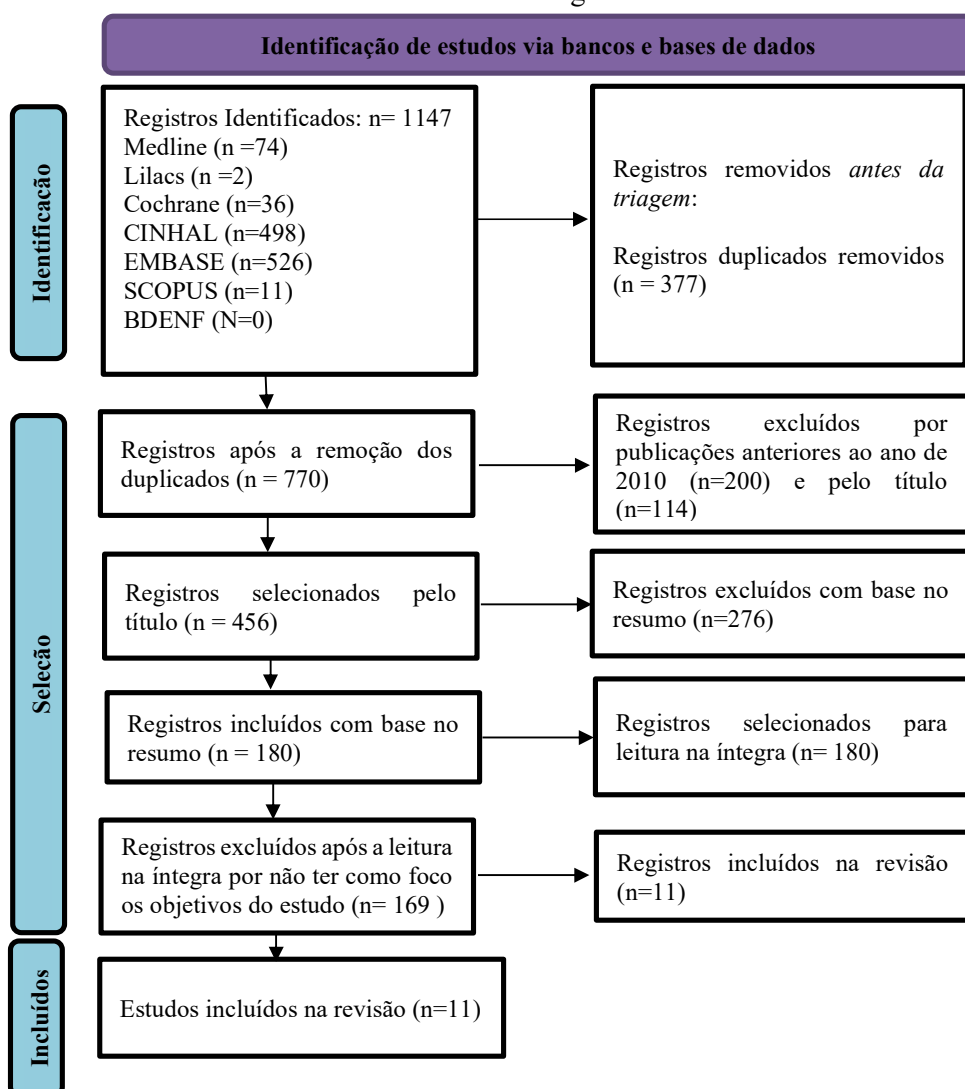 Identificação de estudos via bancos e bases de dados
Identificação
Registros Identificados: n= 1147
Medline (n =74)
Lilacs (n =2)
Cochrane (n=36)
CINHAL (n=498)
EMBASE (n=526)
SCOPUS (n=11)
BDENF (N=0)
Registros removidos antes da
triagem:
Registros duplicados removidos
(n = 377)
Seleção
Registros após a remoção dos
duplicados (n = 770)
Registros excluídos por
publicações anteriores ao ano de
2010 (n=200) e pelo título
(n=114)
Registros selecionados pelo
título (n = 456)
Registros excluídos com base no
resumo (n=276)
Registros incluídos com base no
resumo (n = 180)
Registros selecionados para
leitura na íntegra (n= 180)
Registros excluídos após a leitura
na íntegra por não ter como foco
os objetivos do estudo (n= 169 )
Registros incluídos na revisão
(n=11)
Incluídos
Estudos incluídos na revisão (n=11)